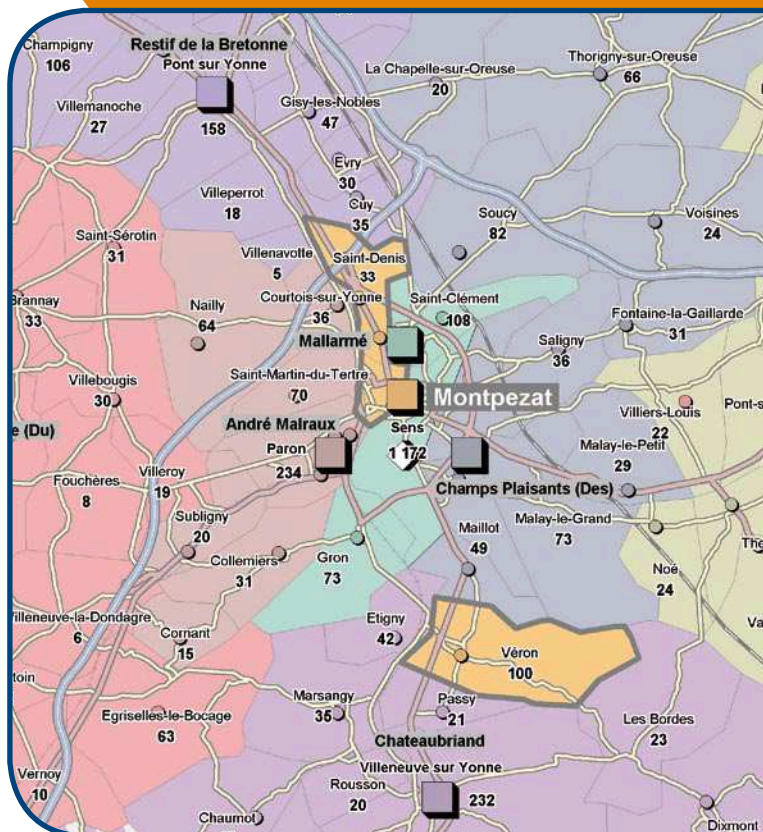 Champigny
106
Restif de la Bretonne
Pont sur Yonne
158
Thorigny-sur-Oreuse
66
La Chapelle-sur-Oreuse
20
Villemanoche
27
Gisy-les-Nobles
47
Evry
30
Villeperrot
18
Cuy
35
Soucy
82
Voisines
24
Saint-Sérotin
31
Villenavotte
5
Saint-Denis
33
Brannay
33
Nailly
64
Courtois-sur-Yonne
36
Saint-Clément
108
Fontaine-la-Gaillarde
31
Mallarmé
Saligny
36
Saint-Martin-du-Tertre
70
Villebougis
30
Montpezat
Villiers-Louis
22
Pont-s
e (Du)
André Malraux
Sens
1 172
Paron
234
Malay-le-Petit
29
Fouchères
8
Villeroy
19
Champs Plaisants (Des)
Subligny
20
Maillot
49
Malay-le-Grand
73
Collemiers
31
Gron
73
The
Noé
24
Villeneuve-la-Dondagre
6
Etigny
42
Va
Cornant
15
Véron
100
toin
Marsangy
35
Passy
21
Egriselles-le-Bocage
63
Les Bordes
23
Chateaubriand
Villeneuve sur Yonne
232
Vernoy
10
Rousson
20
Chaumot
Dixmont